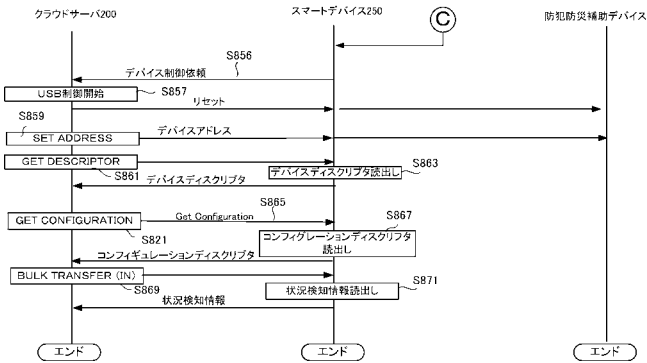 クラウドサーバ200
スマートデバイス250
防犯防災補助デバイス
C
S856
デバイス制御依頼
USB制御開始
S857
リセット
S859
SET ADDRESS
デバイスアドレス
GET DESCRIPTOR
S861
デバイスディスクリプタ読出し
S863
デバイスディスクリプタ
GET CONFIGURATION
S821
Get Configuration
S865
S867
コンフィグレーションディスクリプタ
読出し
コンフィギュレーションディスクリプタ
BULK TRANSFER (IN)
S869
状況検知情報読出し
S871
状況検知情報
エンド
エンド
エンド